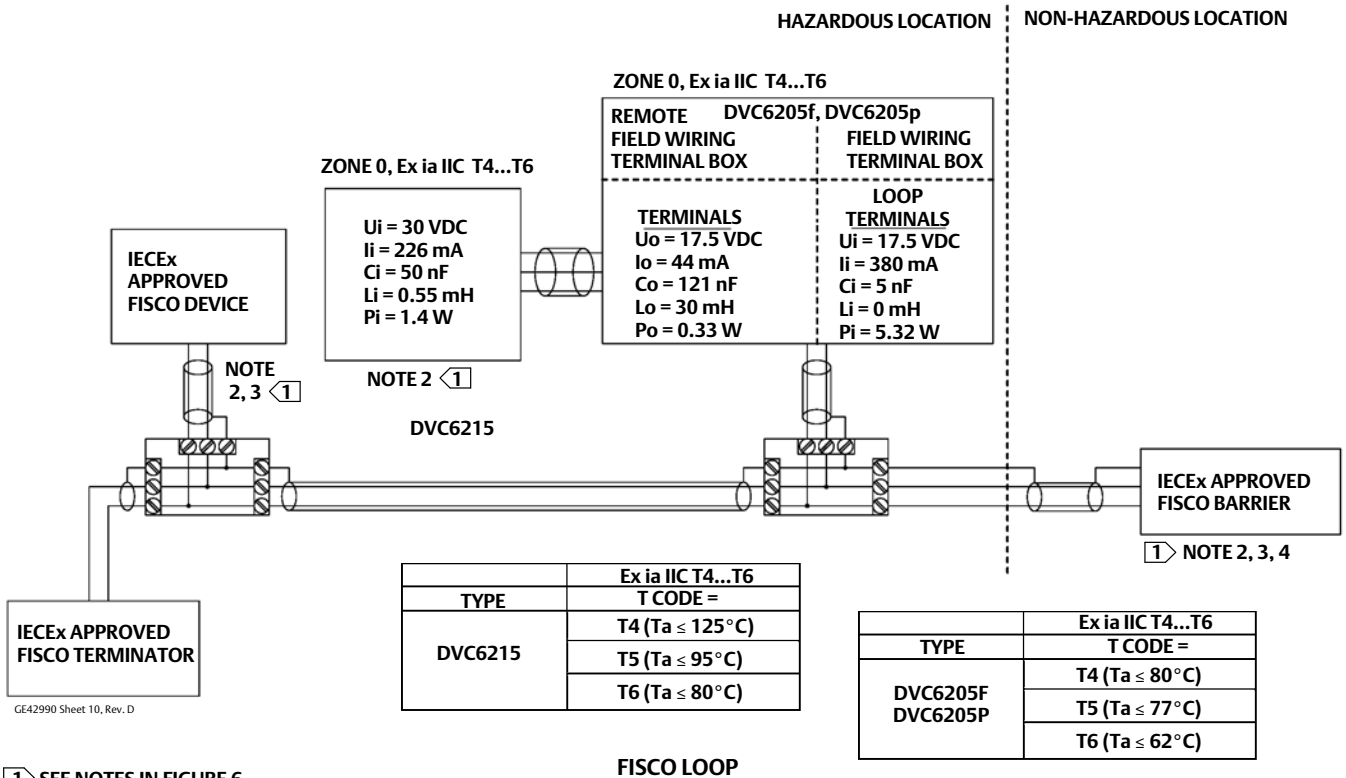 HAZARDOUS LOCATION
NON-HAZARDOUS LOCATION
ZONE 0, Ex ia IIC T4...T6
REMOTE
FIELD WIRING
TERMINAL BOX
DVC6205f, DVC6205p
FIELD WIRING
TERMINAL BOX
TERMINALS
Uo = 17.5 VDC
Io = 44 mA
Co = 121 nF
Lo = 30 mH
Po = 0.33 W
LOOP
TERMINALS
Ui = 17.5 VDC
Ii = 380 mA
Ci = 5 nF
Li = 0 mH
Pi = 5.32 W
ZONE 0, Ex ia IIC T4...T6
Ui = 30 VDC
Ii = 226 mA
Ci = 50 nF
Li = 0.55 mH
Pi = 1.4 W
NOTE 2 1
DVC6215
IECEx
APPROVED
FISCO DEVICE
NOTE
2, 3 1
IECEx APPROVED
FISCO BARRIER
1 NOTE 2, 3, 4
IECEx APPROVED
FISCO TERMINATOR
GE42990 Sheet 10, Rev. D
Ex ia IIC T4...T6
TYPE T CODE =
DVC6215
T4 (Ta ≤ 125°C)
T5 (Ta ≤ 95°C)
T6 (Ta ≤ 80°C)
Ex ia IIC T4...T6
TYPE T CODE =
DVC6205F
DVC6205P
T4 (Ta ≤ 80°C)
T5 (Ta ≤ 77°C)
T6 (Ta ≤ 62°C)
FISCO LOOP
1 SEE NOTES IN FIGURE 6